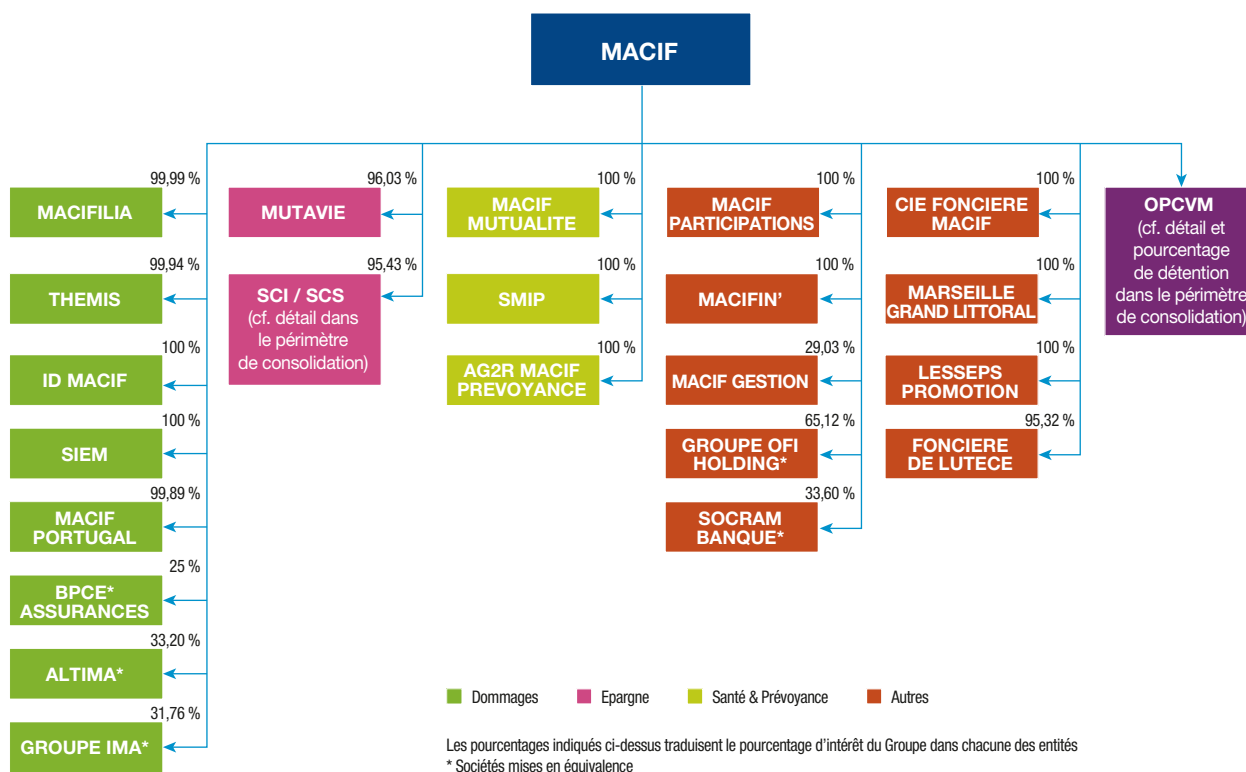 MACIF
99,99 %
MACIFILIA
99,94 %
THEMIS
100 %
ID MACIF
100 %
SIEM
99,89 %
MACIF
PORTUGAL
25 %
BPCE*
ASSURANCES
33,20 %
ALTIMA*
31,76 %
GROUPE IMA*
96,03 %
MUTAVIE
95,43 %
SCI / SCS
(cf. détail dans
le périmètre
de consolidation)
100 %
MACIF
MUTUALITE
100 %
SMIP
100 %
AG2R MACIF
PREVOYANCE
100 %
MACIF
PARTICIPATIONS
100 %
MACIFIN’
29,03 %
MACIF GESTION
65,12 %
GROUPE OFI
HOLDING*
33,60 %
SOCRAM
BANQUE*
100 %
CIE FONCIERE
MACIF
100 %
MARSEILLE
GRAND LITTORAL
100 %
LESSEPS
PROMOTION
95,32 %
FONCIERE
DE LUTECE
OPCVM
(cf. détail et
pourcentage
de détention
dans le périmètre
de consolidation)
Dommages
Epargne
Santé & Prévoyance
Autres
Les pourcentages indiqués ci-dessus traduisent le pourcentage d’intérêt du Groupe dans chacune des entités
* Sociétés mises en équivalence